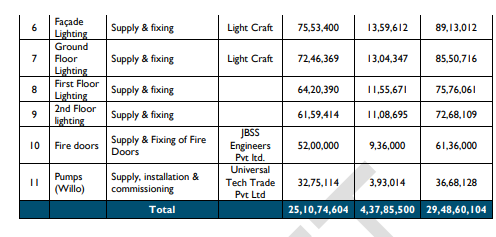 6 Façade Lighting Supply & fixing Light Craft 75,53,400 13,59,612 89,13,012
7 Ground Floor Lighting Supply & fixing Light Craft 72,46,369 13,04,347 85,50,716
8 First Floor Lighting Supply & fixing 64,20,390 11,55,671 75,76,061
9 2nd Floor lighting Supply & fixing 61,59,414 11,08,695 72,68,109
10 Fire doors Supply & Fixing of Fire Doors JBSS Engineers Pvt ltd. 52,00,000 9,36,000 61,36,000
11 Pumps (Willo) Supply, installation & commissioning Universal Tech Trade Pvt Ltd 32,75,114 3,93,014 36,68,128
Total 25,10,74,604 4,37,85,500 29,48,60,104